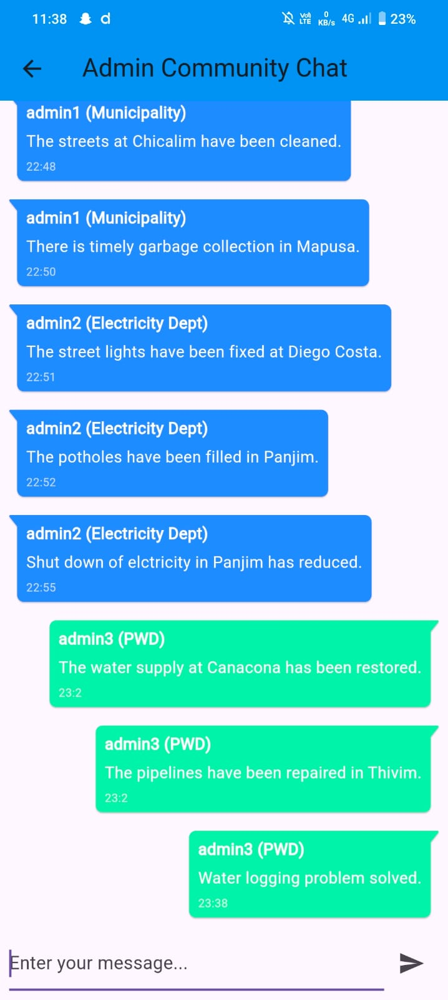 11:38 d Vo) LTE 0 KB/s 4G 23%
Admin Community Chat
admin1 (Municipality)
The streets at Chicalim have been cleaned.
22:48
admin1 (Municipality)
There is timely garbage collection in Mapusa.
22:50
admin2 (Electricity Dept)
The street lights have been fixed at Diego Costa.
22:51
admin2 (Electricity Dept)
The potholes have been filled in Panjim.
22:52
admin2 (Electricity Dept)
Shut down of elctricity in Panjim has reduced.
22:55
admin3 (PWD)
The water supply at Canacona has been restored.
23:2
admin3 (PWD)
The pipelines have been repaired in Thivim.
23:2
admin3 (PWD)
Water logging problem solved.
23:38
Enter your message...